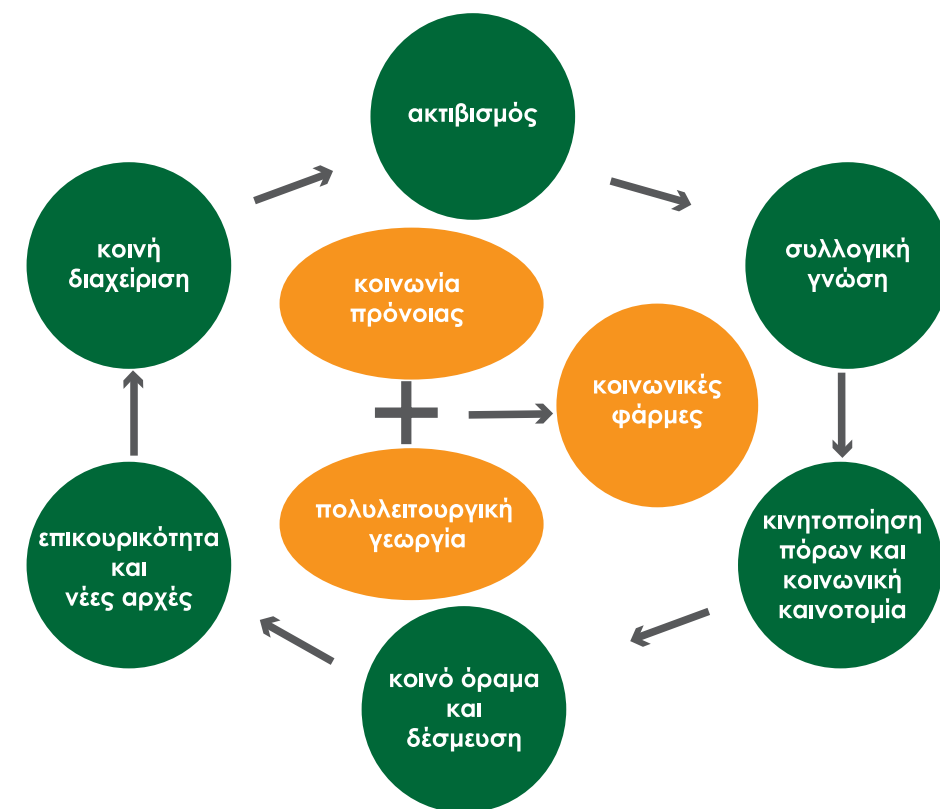 ακτιβισμός
συλλογική
γνώση
κινητοποίηση
πόρων και
κοινωνική
καινοτομία
κοινό όραμα
και
δέσμευση
επικουρικότητα
και
νέες αρχές
κοινή
διαχείριση
κοινωνία
πρόνοιας
+
πολυλειτουργική
γεωργία
κοινωνικές
φάρμες